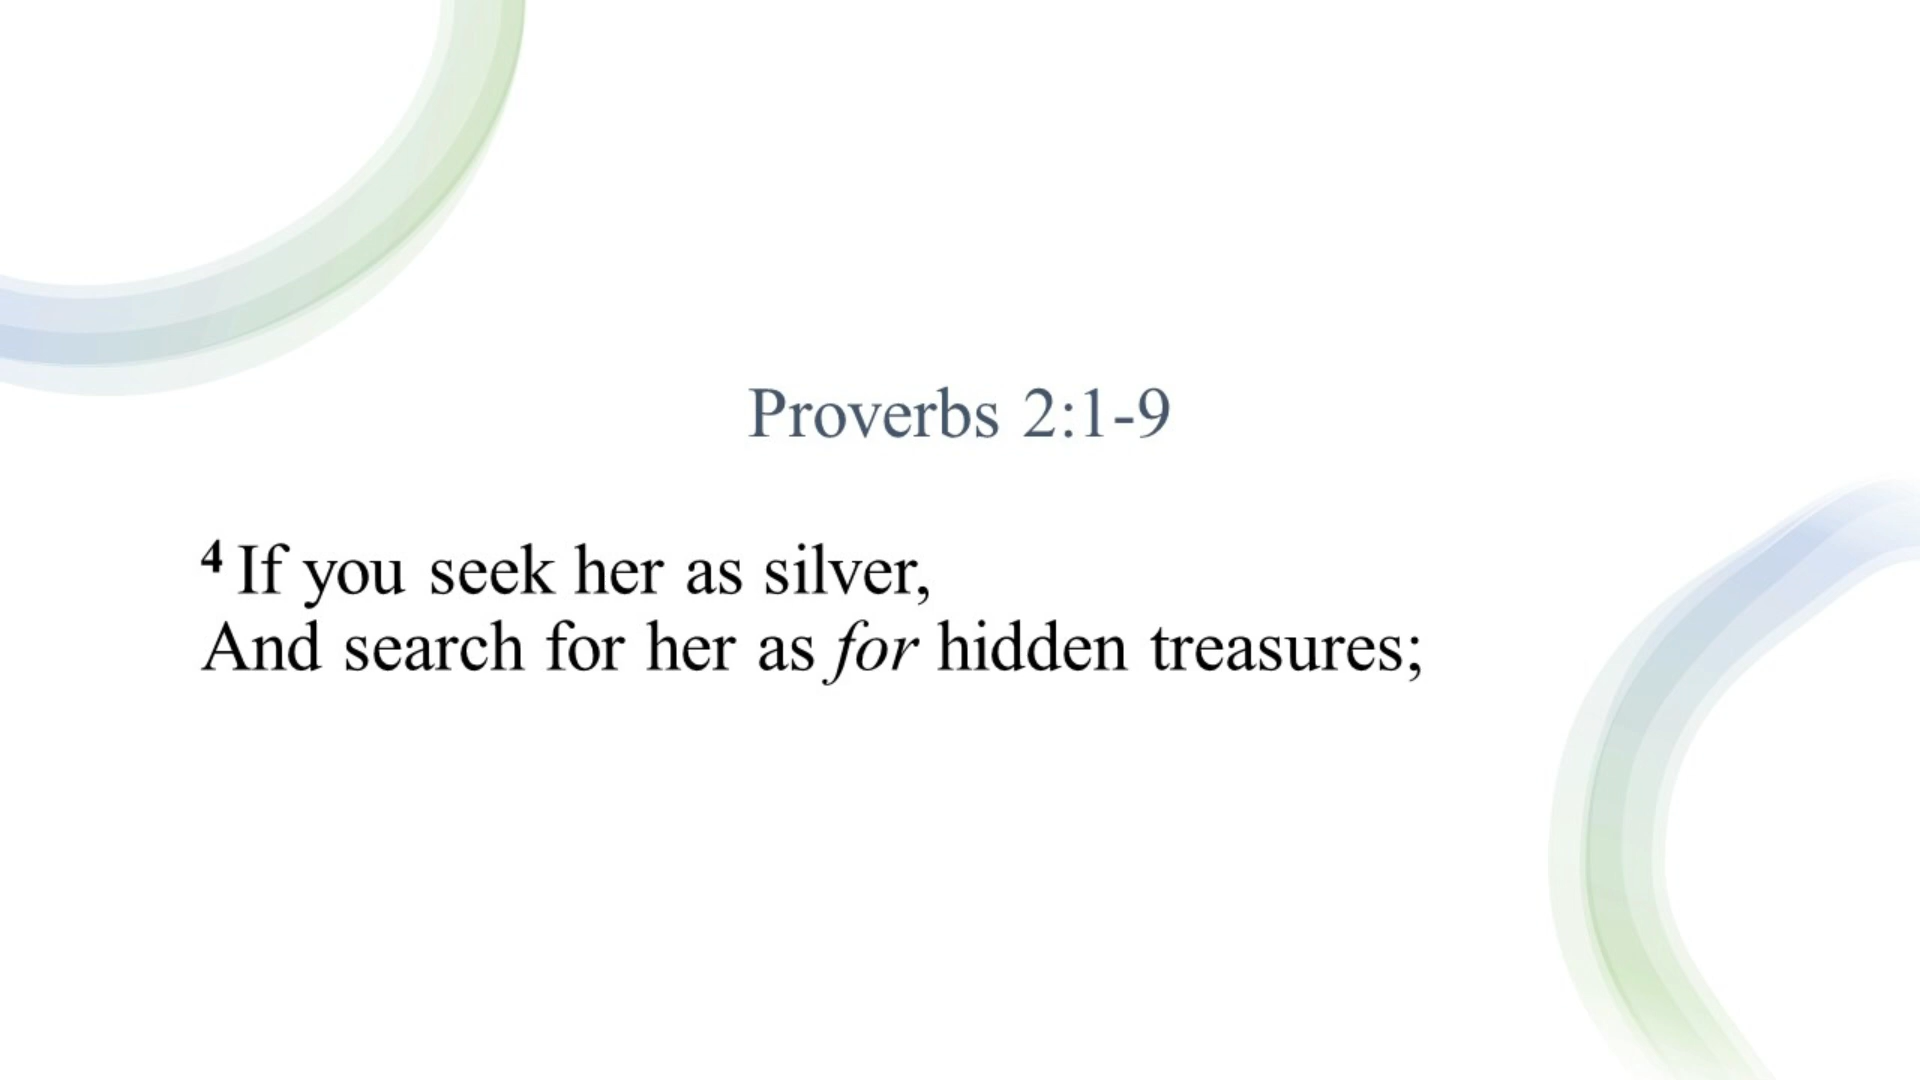 Proverbs 2:1-9
4 If you seek her as silver,
And search for her as for hidden treasures;